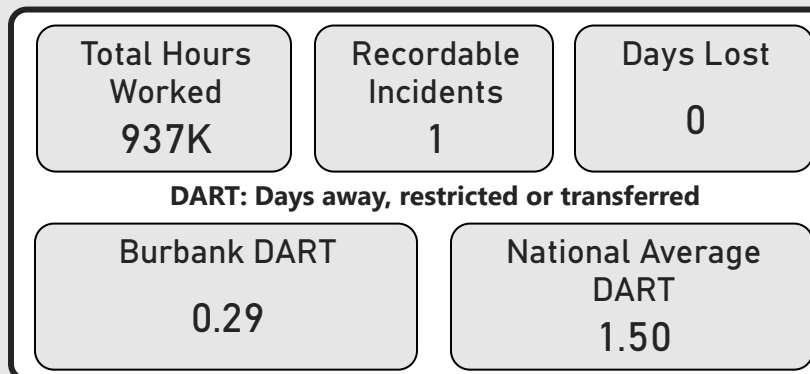 Total Hours
Worked
937K
Recordable
Incidents
1
Days Lost
0
DART: Days away, restricted or transferred
Burbank DART
0.29
National Average
DART
1.50